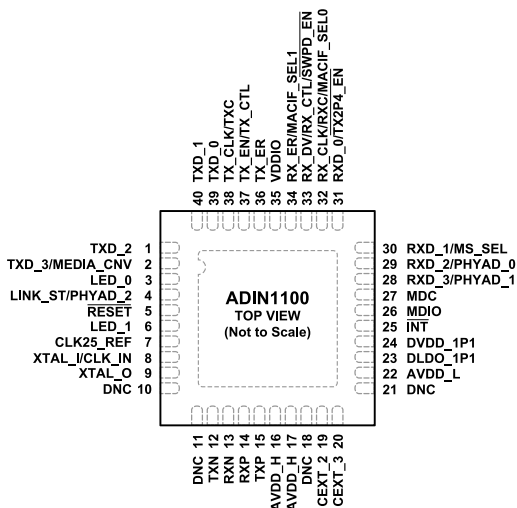 40 TXD_1
39 TXD_0
38 TX_CLK/TXC
37 TX_EN/TX_CTL
36 TX_ER
35 VDDIO
34 RX_ER/MACIF_SEL1
33 RX_DV/RX_CTL/SWPD_EN
32 RX_CLK/RXC/MACIF_SEL0
31 RXD_0/TX2P4_EN
TXD_2 1
TXD_3/MEDIA_CNV 2
LED_0 3
LINK_ST/PHYAD_2 4
RESET 5
LED_1 6
CLK25_REF 7
XTAL_I/CLK_IN 8
XTAL_O 9
DNC 10
ADIN1100
TOP VIEW
(Not to Scale)
30 RXD_1/MS_SEL
29 RXD_2/PHYAD_0
28 RXD_3/PHYAD_1
27 MDC
26 MDIO
25 INT
24 DVDD_1P1
23 DLDO_1P1
22 AVDD_L
21 DNC
DNC 11
TXN 12
RXN 13
RXP 14
TXP 15
AVDD_H 16
AVDD_H 17
DNC 18
CEXT_2 19
CEXT_3 20